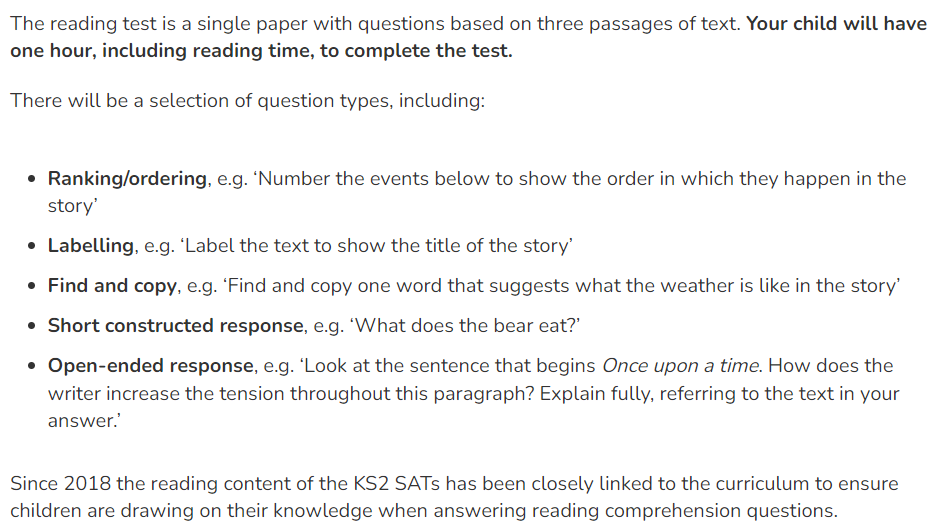 The reading test is a single paper with questions based on three passages of text. Your child will have
one hour, including reading time, to complete the test.
There will be a selection of question types, including:
• Ranking/ordering, e.g. ‘Number the events below to show the order in which they happen in the
story’
• Labelling, e.g. ‘Label the text to show the title of the story’
• Find and copy, e.g. ‘Find and copy one word that suggests what the weather is like in the story’
• Short constructed response, e.g. ‘What does the bear eat?’
• Open-ended response, e.g. ‘Look at the sentence that begins Once upon a time. How does the
writer increase the tension throughout this paragraph? Explain fully, referring to the text in your
answer.’
Since 2018 the reading content of the KS2 SATs has been closely linked to the curriculum to ensure
children are drawing on their knowledge when answering reading comprehension questions.